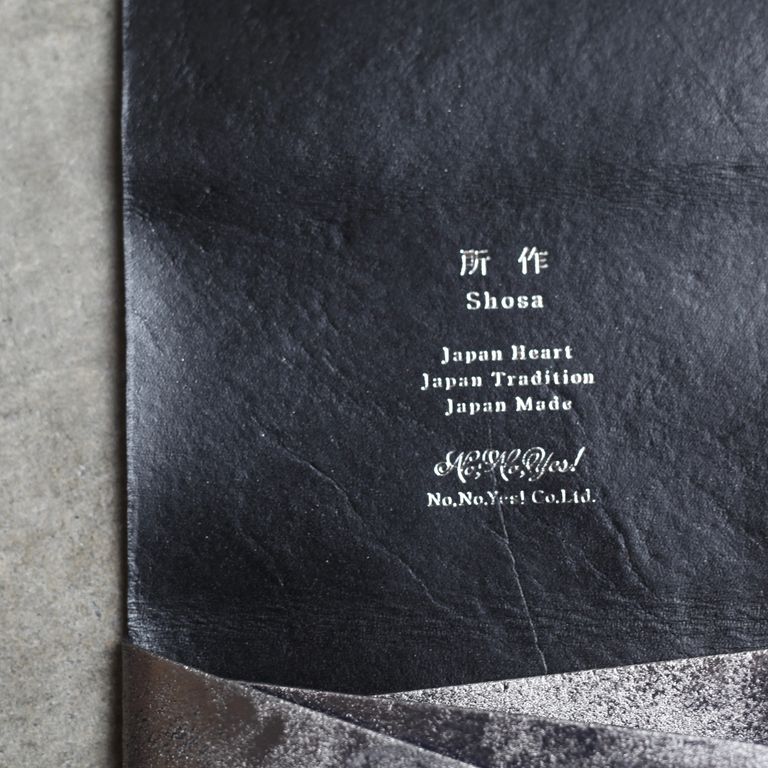 所作
Shosa
Japan Heart
Japan Tradition
Japan Made
No,No,Yes!
No,No,Yes! Co.Ltd.